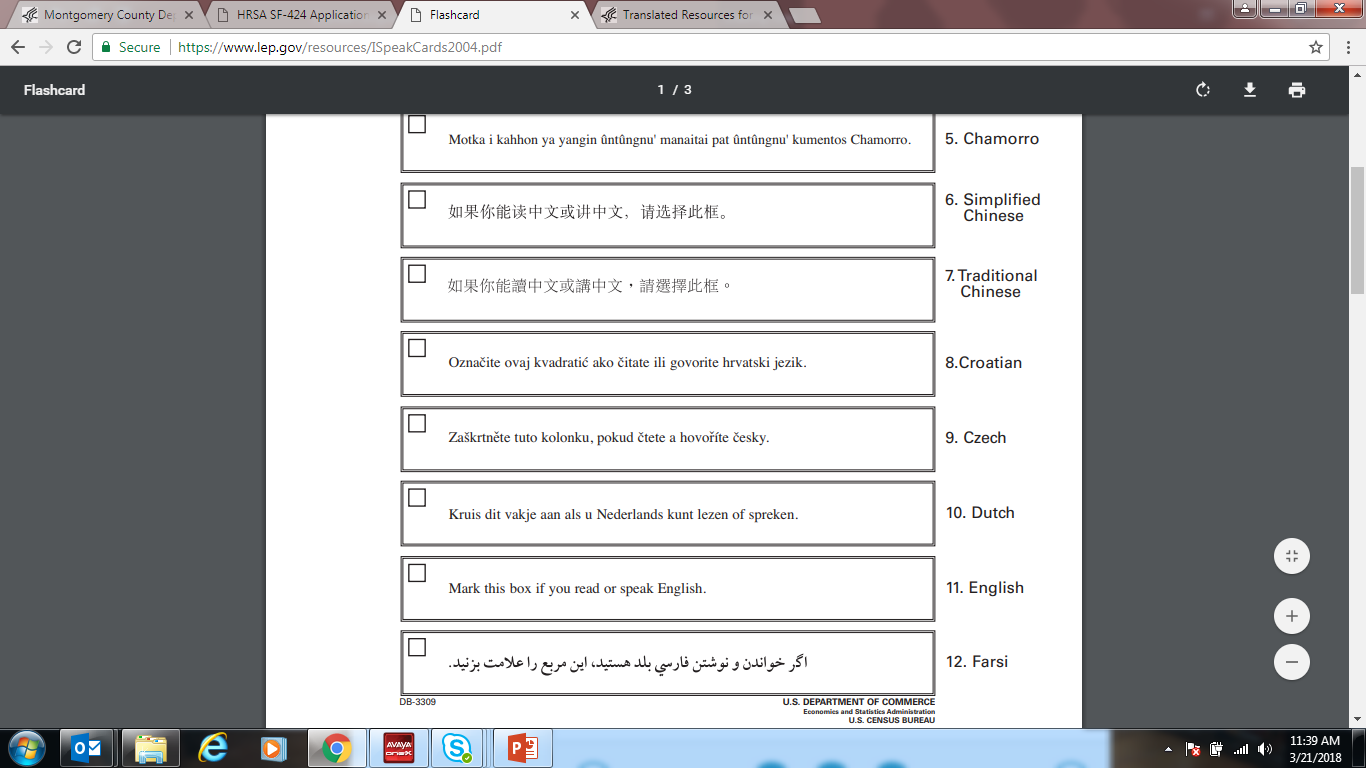 Montgomery County De
HRSA SF-424 Application
Flashcard
Translated Resources for
Secure
https://www.lep.gov/resources/ISpeakCards2004.pdf
Flashcard
1 / 3
Motka i kahhon ya yangin ûntûngnu' manaitai pat ûntûngnu' kumentos Chamorro.
5. Chamorro
如果你能读中文或讲中文，请选择此框。
6. Simplified
Chinese
如果你能讀中文或講中文，請選擇此框。
7. Traditional
Chinese
Označite ovaj kvadratić ako čitate ili govorite hrvatski jezik.
8.Croatian
Zaškrtněte tuto kolonku, pokud čtete a hovoříte česky.
9. Czech
Kruis dit vakje aan als u Nederlands kunt lezen of spreken.
10. Dutch
Mark this box if you read or speak English.
11. English
اگر خواندن و نوشتن فارسي بلد هستيد، اين مربع را علامت بزنيد.
12. Farsi
DB-3309
U.S. DEPARTMENT OF COMMERCE
Economics and Statistics Administration
U.S. CENSUS BUREAU
AVAYA
one-X
11:39 AM
3/21/2018